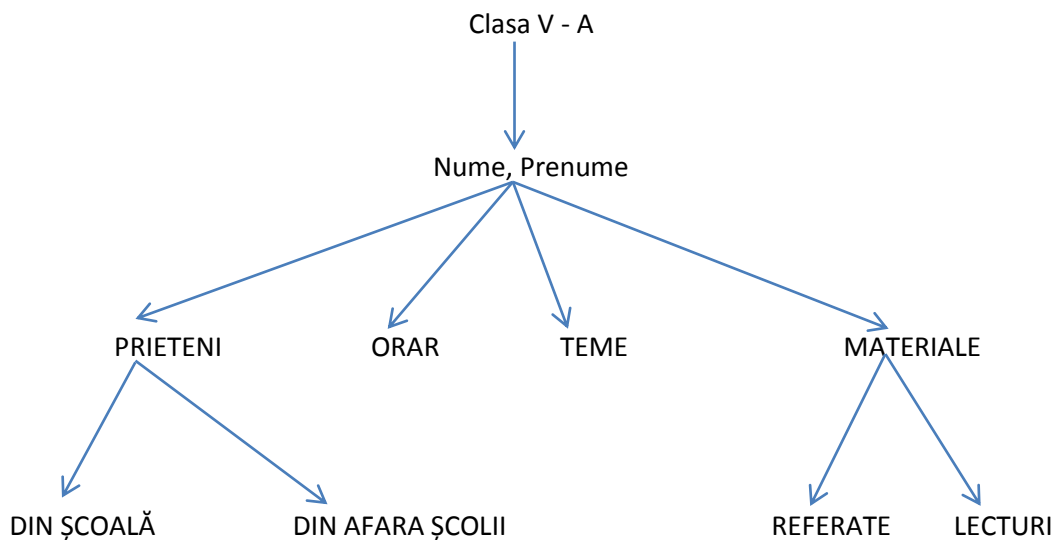 Clasa V - A
Nume, Prenume
PRIETENI ORAR TEME MATERIALE
DIN ȘCOALĂ DIN AFARA ȘCOLII REFERATE LECTURI